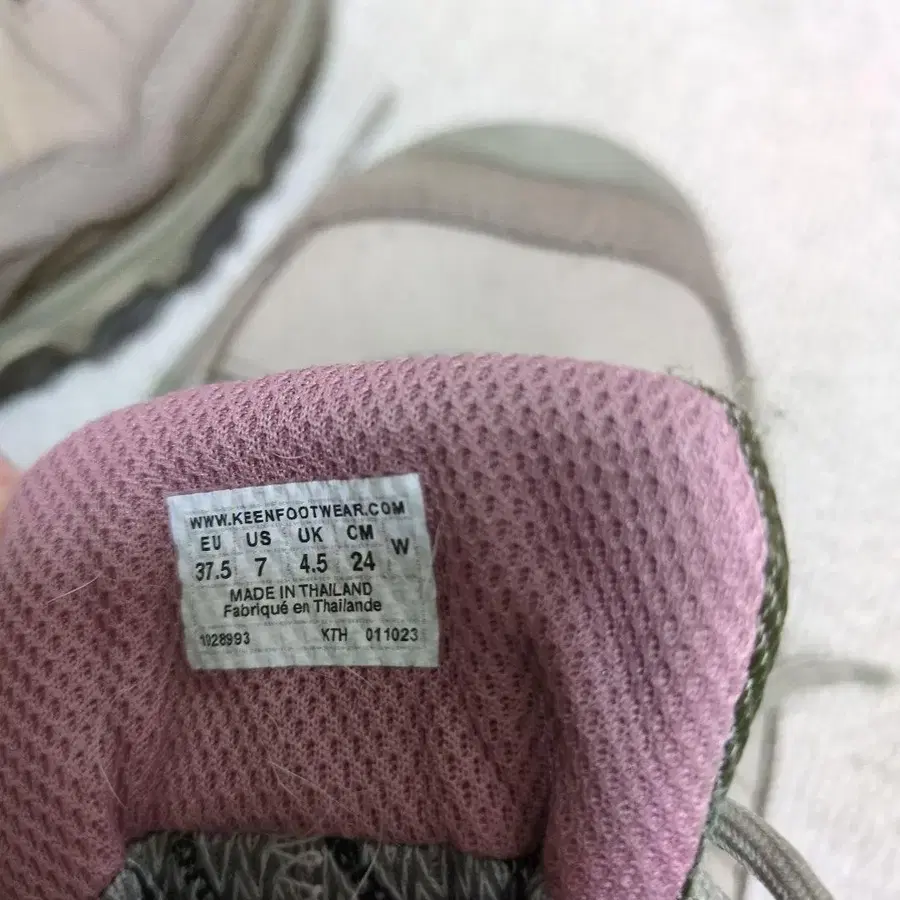 WWW.KEENFOOTWEAR.COM
EU US UK CM W
37.5 7 4.5 24
MADE IN THAILAND
Fabriqué en Thaïlande
1028993 KTH 011023